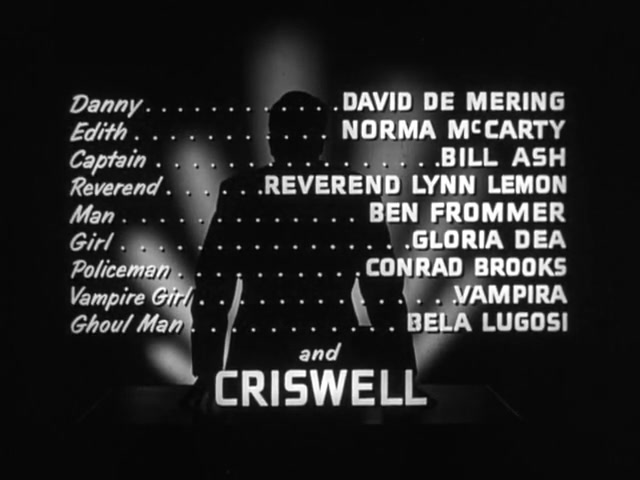 Danny . . . . . . . . . . . . . DAVID DE MERING
Edith . . . . . . . . . . . . . NORMA McCARTY
Captain . . . . . . . . . . . . . . . . . . BILL ASH
Reverend . . . . . . REVEREND LYNN LEMON
Man . . . . . . . . . . . . . . . . BEN FROMMER
Girl . . . . . . . . . . . . . . . . . . GLORIA DEA
Policeman . . . . . . . . . . . CONRAD BROOKS
Vampire Girl . . . . . . . . . . . . . . . VAMPIRA
Ghoul Man . . . . . . . . . . . . . BELA LUGOSI
and
CRISWELL